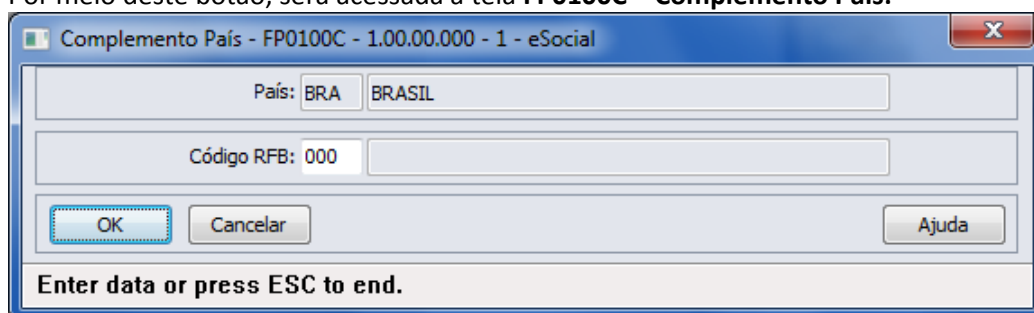 Por meio deste botão, será acessada a tela FP0100C – Complemento País.
Complemento País - FP0100C - 1.00.00.000 - 1 - eSocial
País: BRA BRASIL
Código RFB: 000
OK Cancelar Ajuda
Enter data or press ESC to end.